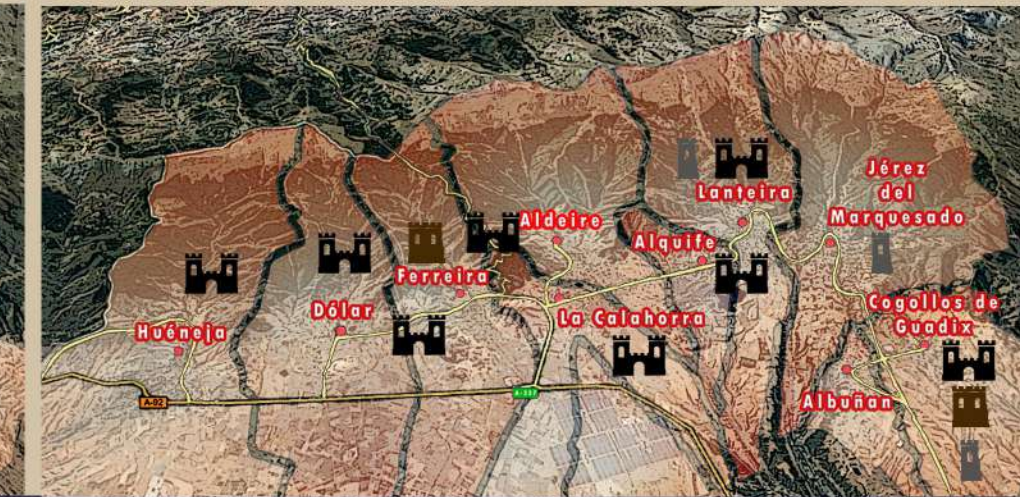 Jérez
del
Marquesado
Lanteira
Aldeire
Alquife
Ferreira
Cogollos de
Guadix
Dólar
La Calahorra
Huéneja
A-337
A-92
Albuñan